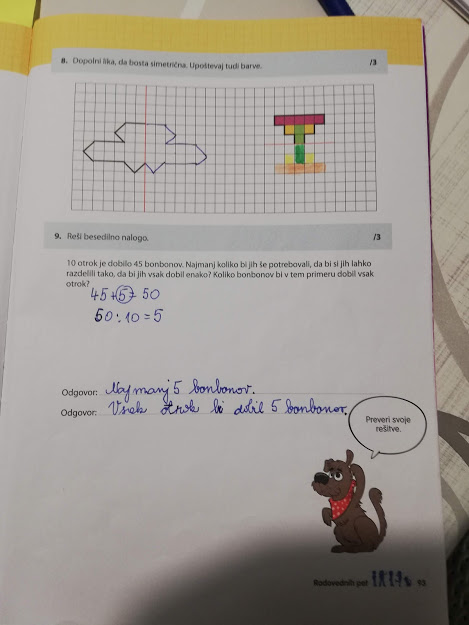 8. Dopolni lika, da bosta simetrična. Upoštevaj tudi barve. /3
9. Reši besedilno nalogo. /3
10 otrok je dobilo 45 bonbonov. Najmanj koliko bi jih še potrebovali, da bi si jih lahko
razdelili tako, da bi jih vsak dobil enako? Koliko bonbonov bi v tem primeru dobil vsak
otrok?
45+5=50
50:10=5
Odgovor: Najmanj 5 bonbonov.
Odgovor: Vsak otrok bi dobil 5 bonbonov.
Preveri svoje
rešitve.
Radovednih pet 93